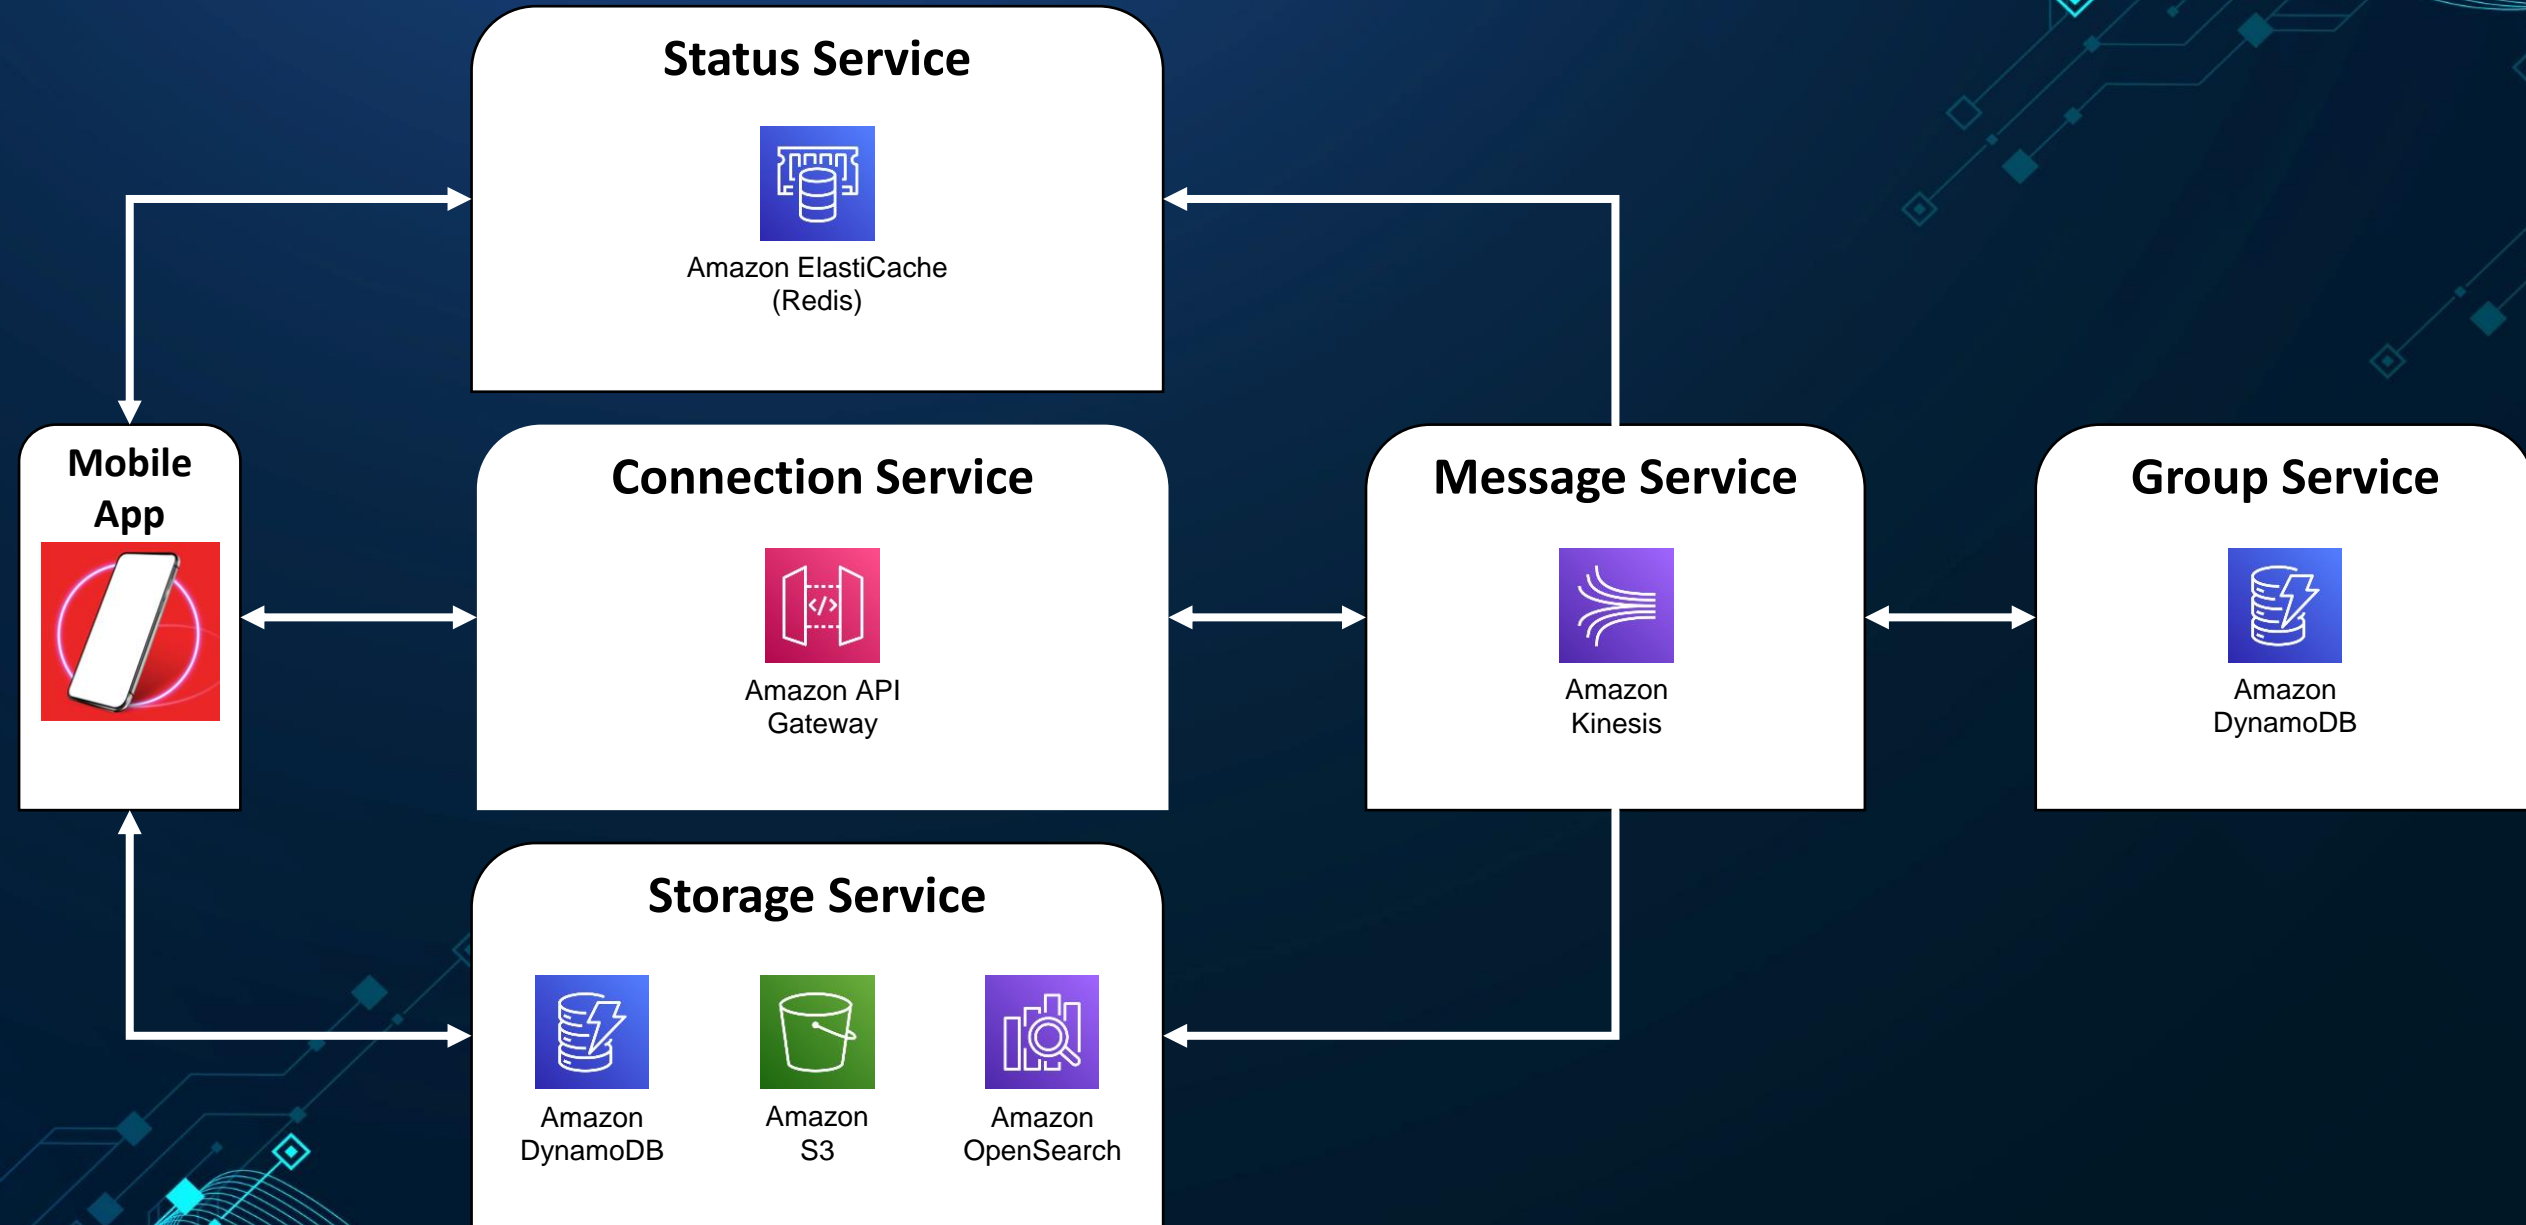 Status Service
Amazon ElastiCache
(Redis)
Mobile
App
Connection Service
Amazon API
Gateway
Message Service
Amazon
Kinesis
Group Service
Amazon
DynamoDB
Storage Service
Amazon
DynamoDB
Amazon
S3
Amazon
OpenSearch